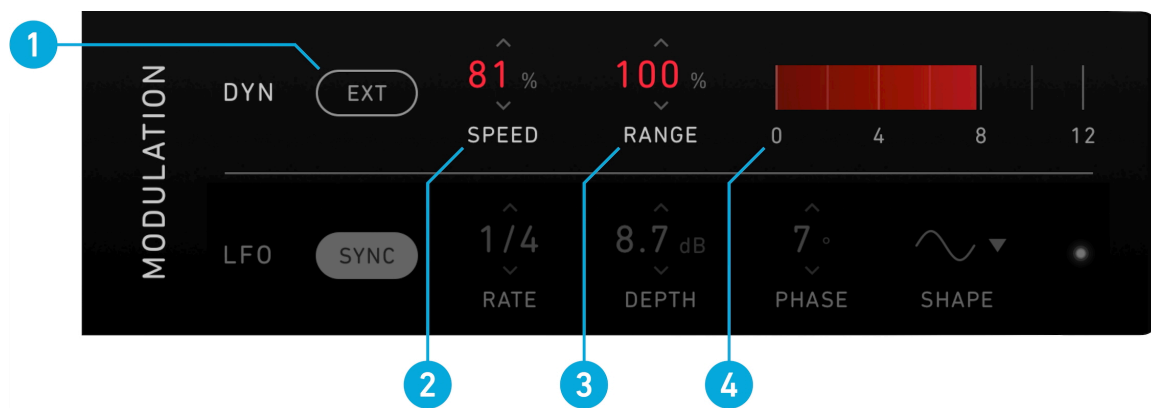 1
MODULATION
DYN EXT 81 % 100 %
SPEED RANGE 0 4 8 12
LFO SYNC 1/4 8.7 dB 7 °
RATE DEPTH PHASE SHAPE
2 3 4